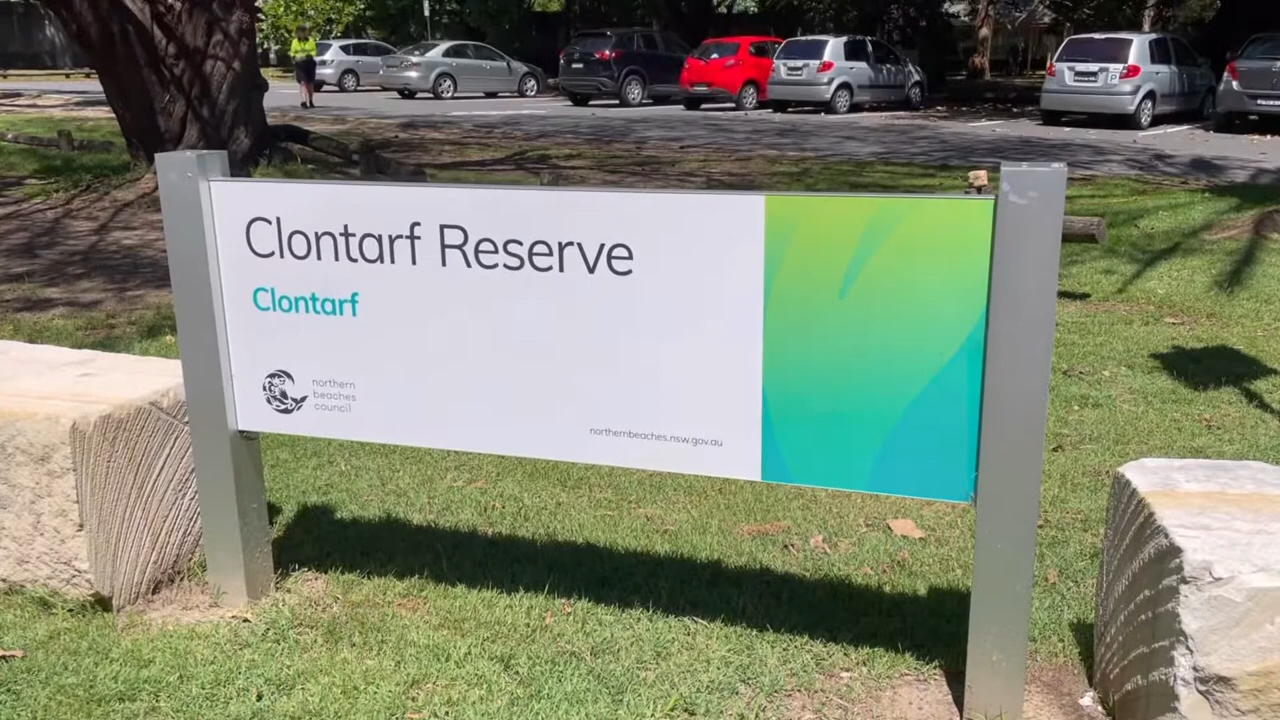 Clontarf Reserve
Clontarf
northern
beaches
council
northernbeaches.nsw.gov.au
P